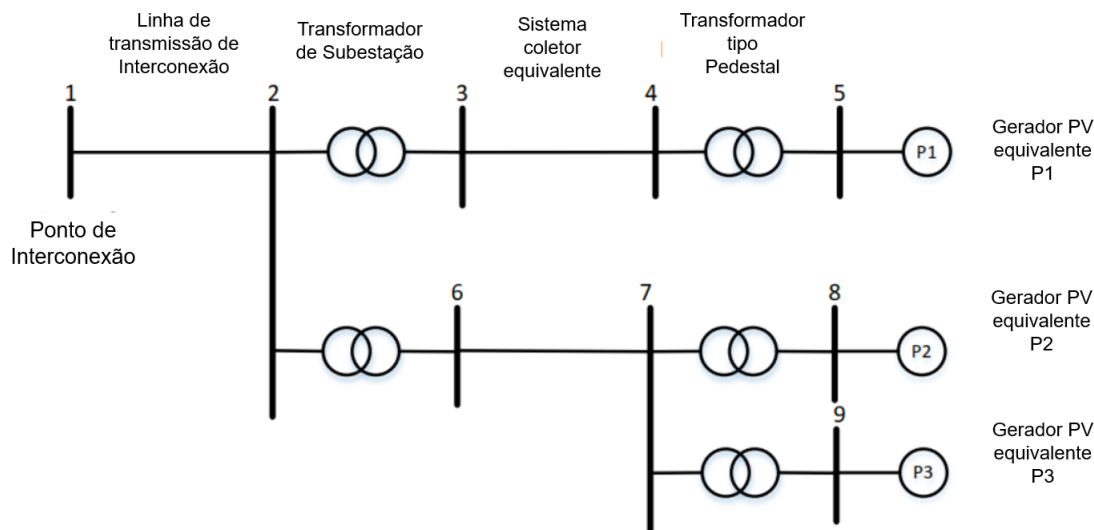 Linha de
transmissão de
Interconexão
Transformador
de Subestação
Sistema
coletor
equivalente
Transformador
tipo
Pedestal
1
2
3
4
5
P1
Gerador PV
equivalente
P1
Ponto de
Interconexão
6
7
8
P2
Gerador PV
equivalente
P2
9
P3
Gerador PV
equivalente
P3